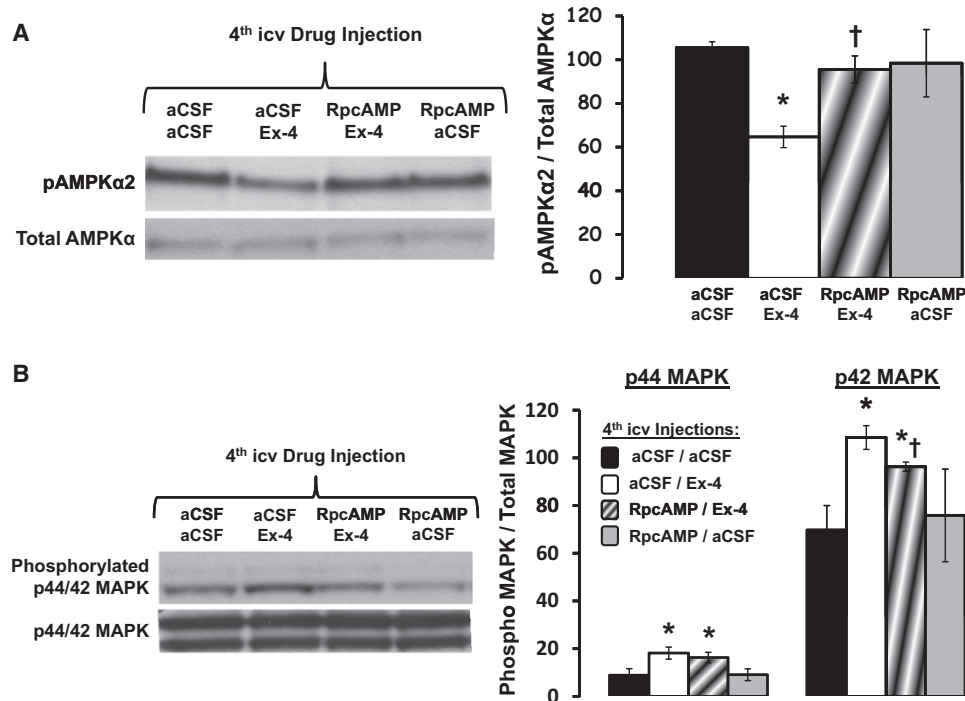 A
4th icv Drug Injection
aCSF aCSF RpcAMP RpcAMP
aCSF Ex-4 Ex-4 aCSF
pAMPKα2
Total AMPKα
pAMPKα2 / Total AMPKα
120
100
80
60
40
20
0
*
†
aCSF aCSF RpcAMP RpcAMP
aCSF Ex-4 Ex-4 aCSF
B
4th icv Drug Injection
aCSF aCSF RpcAMP RpcAMP
aCSF Ex-4 Ex-4 aCSF
Phosphorylated
p44/42 MAPK
p44/42 MAPK
p44 MAPK
p42 MAPK
Phospho MAPK / Total MAPK
120
100
80
60
40
20
0
4th icv Injections:
aCSF / aCSF
aCSF / Ex-4
RpcAMP / Ex-4
RpcAMP / aCSF
* *
*
*†